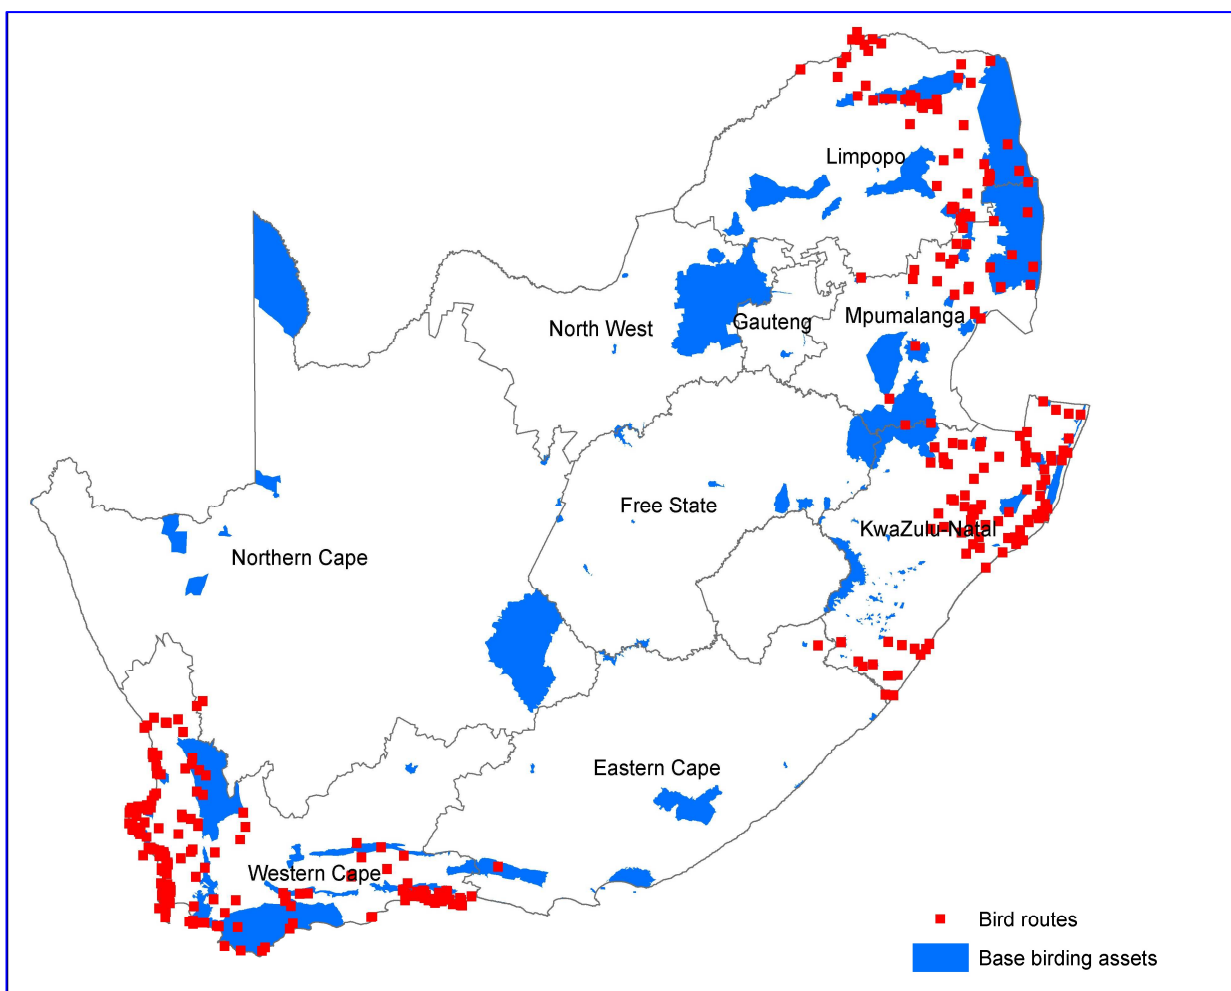 Limpopo
North West
Gauteng
Mpumalanga
Free State
KwaZulu-Natal
Northern Cape
Eastern Cape
Western Cape
Bird routes
Base birding assets